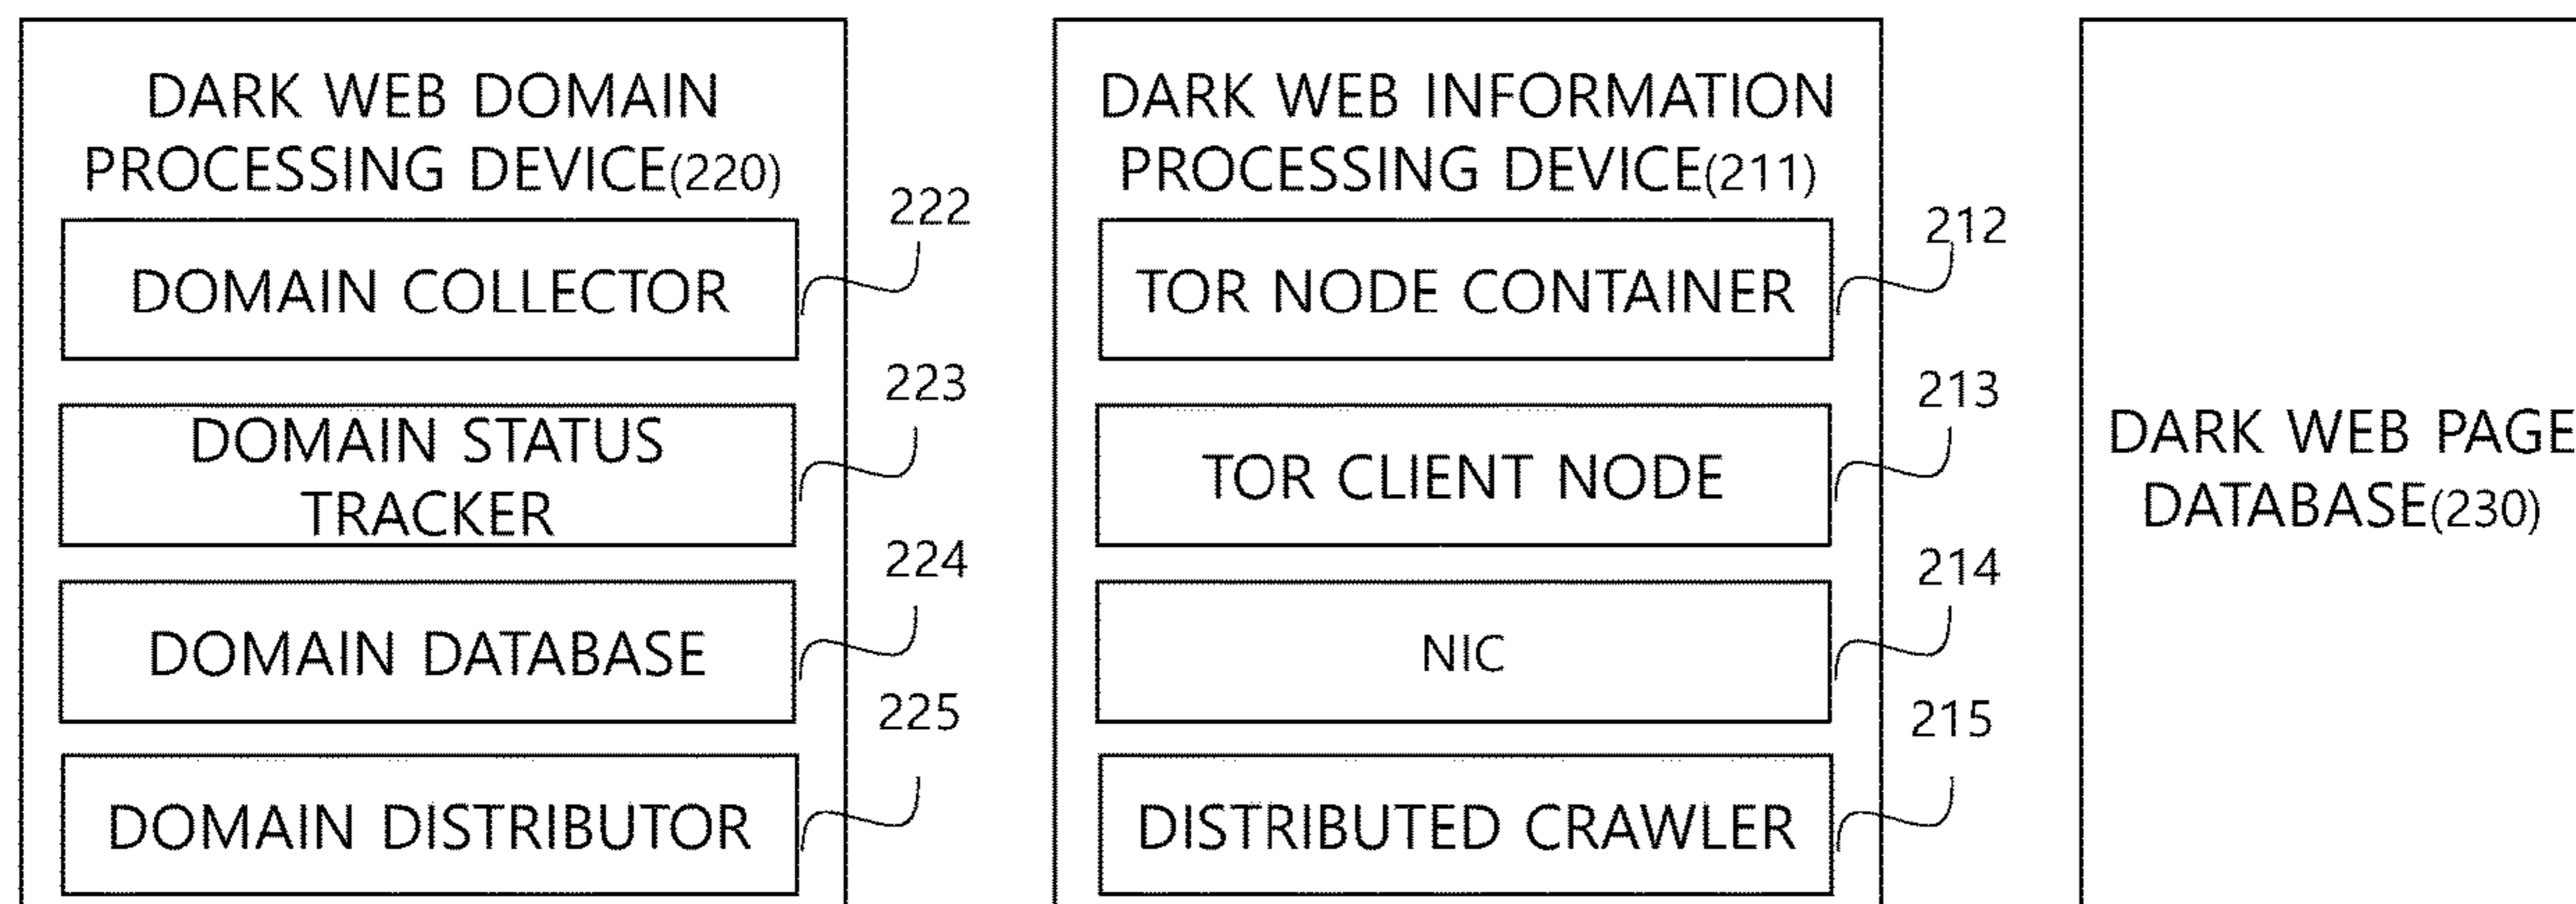 DARK WEB DOMAIN
PROCESSING DEVICE(220)
222
DOMAIN COLLECTOR
223
DOMAIN STATUS
TRACKER
224
DOMAIN DATABASE
225
DOMAIN DISTRIBUTOR
DARK WEB INFORMATION
PROCESSING DEVICE(211)
212
TOR NODE CONTAINER
213
TOR CLIENT NODE
214
NIC
215
DISTRIBUTED CRAWLER
DARK WEB PAGE
DATABASE(230)